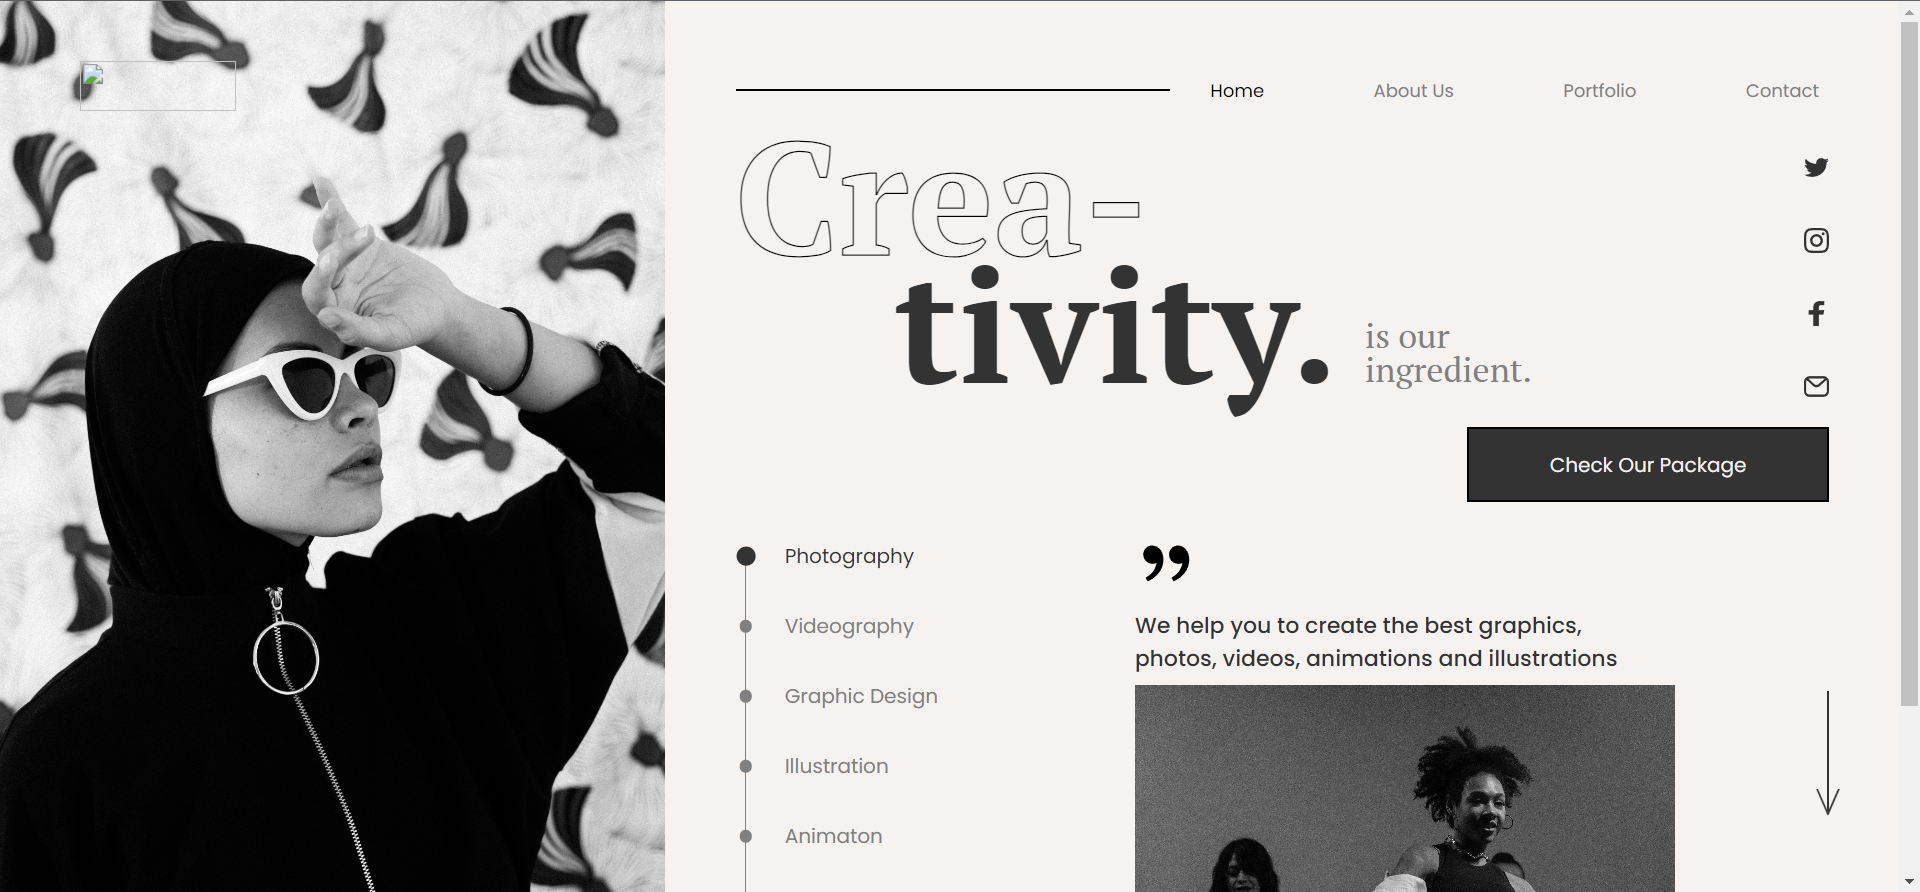 Home About Us Portfolio Contact
Crea-
tivity.
is our
ingredient.
Check Our Package
Photography
Videography
Graphic Design
Illustration
Animaton
”
We help you to create the best graphics,
photos, videos, animations and illustrations